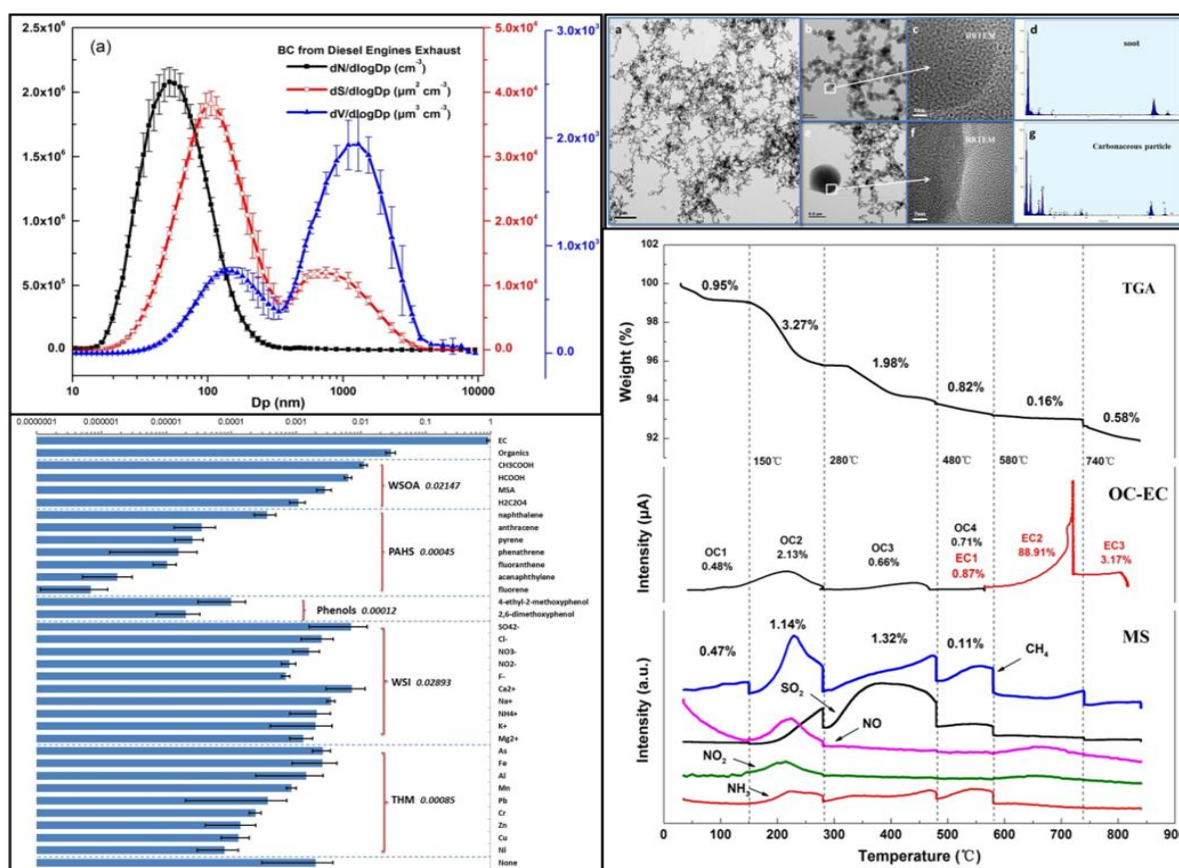 (a)
BC from Diesel Engines Exhaust
dN/dlogDp (cm⁻³)
dS/dlogDp (μm² cm⁻³)
dV/dlogDp (μm³ cm⁻³)
2.5x10⁶
2.0x10⁶
1.5x10⁶
1.0x10⁶
5.0x10⁵
0.0
5.0x10⁴
4.0x10⁴
3.0x10⁴
2.0x10⁴
1.0x10⁴
0.0
3.0x10³
2.0x10³
1.0x10³
0.0
10 100 1000 10000
Dp (nm)
a b c d
HRTEM
soot
e f g
HRTEM
Carbonaceous particle
0.0000001 0.000001 0.00001 0.0001 0.001 0.01 0.1 1
EC
Organics
CH3COOH
HCOOH
MSA
H2C2O4
WSOA 0.02147
naphthalene
anthracene
pyrene
phenathrene
fluoranthene
acenaphthylene
fluorene
PAHS 0.00045
4-ethyl-2-methoxyphenol
2,6-dimethoxyphenol
Phenols 0.00012
SO42-
Cl-
NO3-
NO2-
F-
Ca2+
Na+
NH4+
K+
Mg2+
WSI 0.02893
As
Fe
Al
Mn
Pb
Cr
Zn
Cu
Ni
THM 0.00085
None
TGA
Weight (%)
102
100
98
96
94
92
0.95%
3.27%
1.98%
0.82%
0.16%
0.58%
150℃ 280℃ 480℃ 580℃ 740℃
OC-EC
Intensity (μA)
OC1
0.48%
OC2
2.13%
OC3
0.66%
OC4
0.71%
EC1
0.87%
EC2
88.91%
EC3
3.17%
MS
Intensity (a.u.)
0.47%
1.14%
1.32%
0.11%
CH₄
SO₂
NO
NO₂
NH₃
0 100 200 300 400 500 600 700 800 900
Temperature (℃)